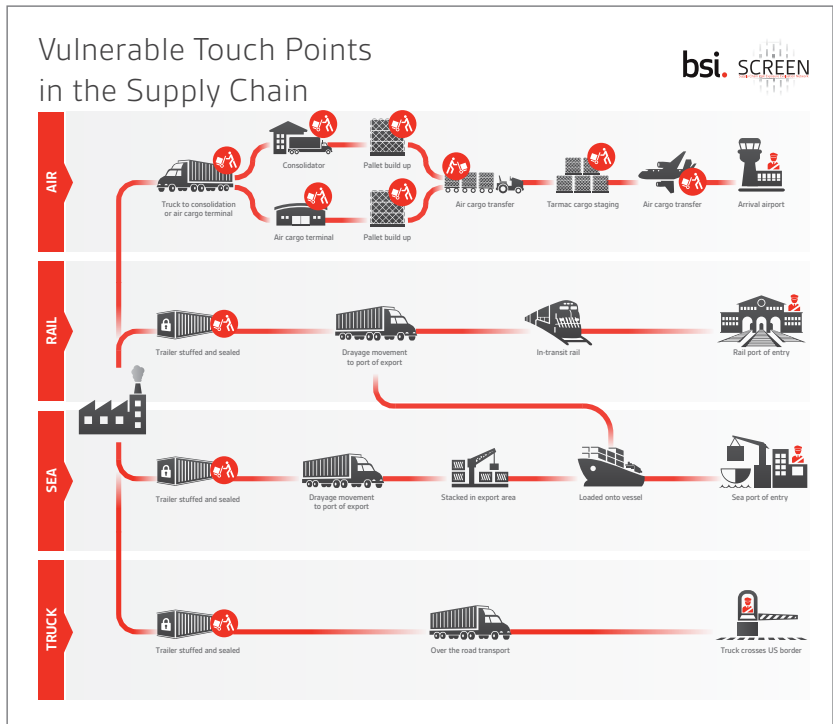 Vulnerable Touch Points
in the Supply Chain
bsi. SCREEN
AIR
Truck to consolidation
or air cargo terminal
Consolidator
Pallet build up
Air cargo terminal
Pallet build up
Air cargo transfer
Tarmac cargo staging
Air cargo transfer
Arrival airport
RAIL
Trailer stuffed and sealed
Drayage movement
to port of export
In-transit rail
Rail port of entry
SEA
Trailer stuffed and sealed
Drayage movement
to port of export
Stacked in export area
Loaded onto vessel
Sea port of entry
TRUCK
Trailer stuffed and sealed
Over the road transport
Truck crosses US border